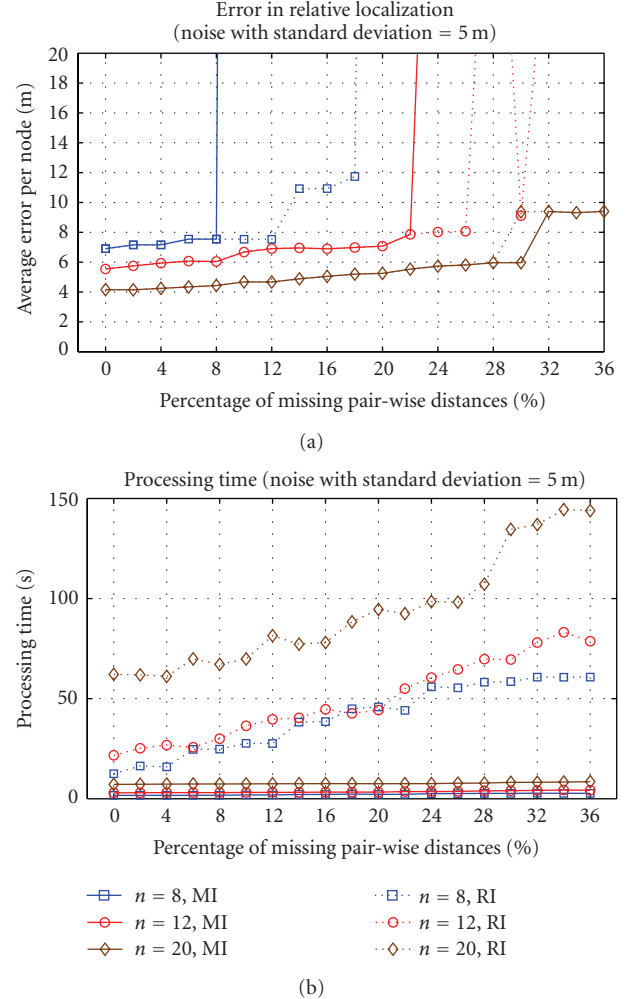 Error in relative localization
(noise with standard deviation = 5 m)
20
18
16
14
12
10
8
6
4
2
0
Average error per node (m)
0 4 8 12 16 20 24 28 30 32 36
Percentage of missing pair-wise distances (%)
(a)
Processing time (noise with standard deviation = 5 m)
150
100
50
0
Processing time (s)
0 4 8 12 16 20 24 28 32 36
Percentage of missing pair-wise distances (%)
n = 8, MI
n = 12, MI
n = 20, MI
n = 8, RI
n = 12, RI
n = 20, RI
(b)